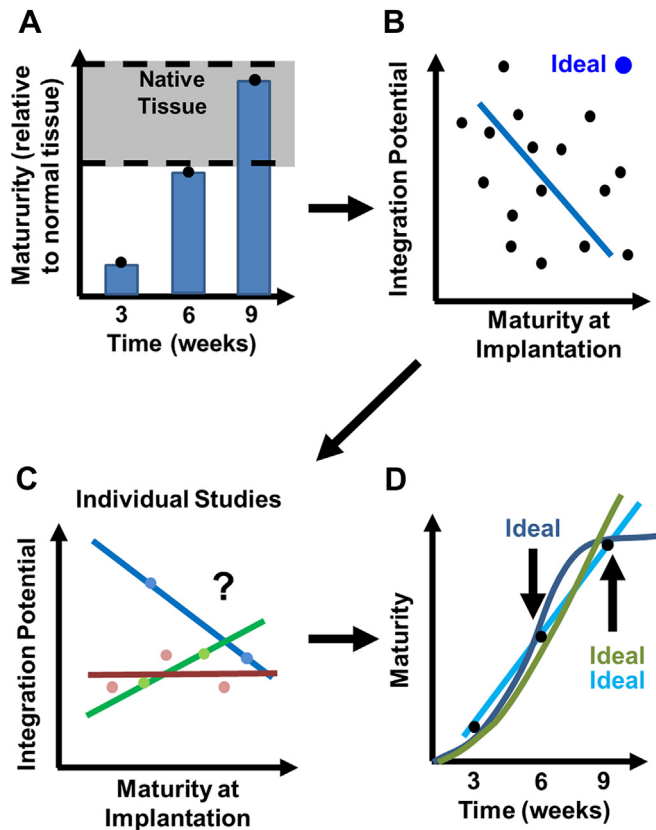 A
Matururity (relative
to normal tissue)
Native
Tissue
3 6 9
Time (weeks)
B
Ideal
Integration Potential
Maturity at
Implantation
C
Individual Studies
?
Integration Potential
Maturity at
Implantation
D
Ideal
Maturity
Ideal
Ideal
3 6 9
Time (weeks)